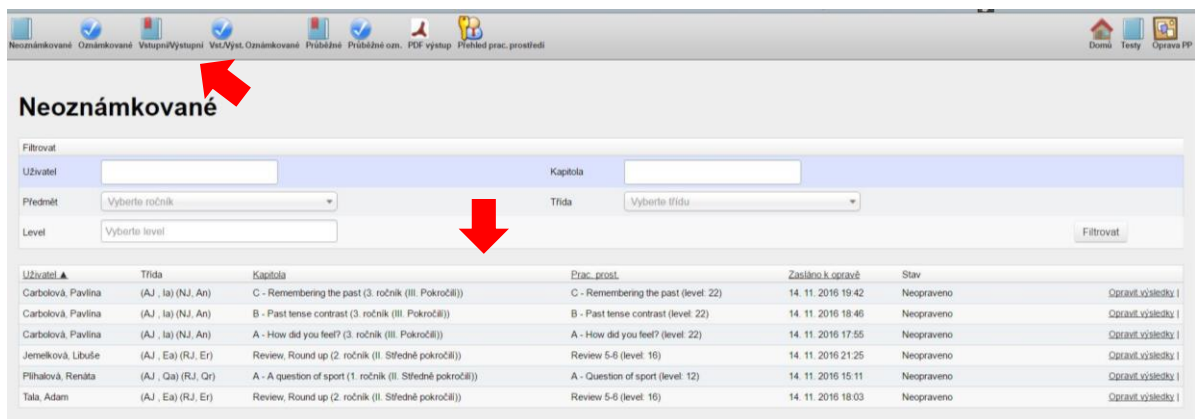 Neoznámkované Oznámkované Vstupní/Výstupní Vst./Výst. Oznámkované Průběžné Průběžné ozn. PDF výstup Přehled prac. prostředí Domů Testy Oprava PP
Neoznámkované
Filtrovat
Uživatel Kapitola
Předmět Vyberte ročník Třída Vyberte třídu
Level Vyberte level Filtrovat
Uživatel ▲ Třída Kapitola Prac. prost. Zasláno k opravě Stav
Carbolová, Pavlína (AJ , Ia) (NJ, An) C - Remembering the past (3. ročník (III. Pokročilí)) C - Remembering the past (level: 22) 14. 11. 2016 19:42 Neopraveno Opravit výsledky |
Carbolová, Pavlína (AJ , Ia) (NJ, An) B - Past tense contrast (3. ročník (III. Pokročilí)) B - Past tense contrast (level: 22) 14. 11. 2016 18:46 Neopraveno Opravit výsledky |
Carbolová, Pavlína (AJ , Ia) (NJ, An) A - How did you feel? (3. ročník (III. Pokročilí)) A - How did you feel? (level: 22) 14. 11. 2016 17:55 Neopraveno Opravit výsledky |
Jemelková, Libuše (AJ , Ea) (RJ, Er) Review, Round up (2. ročník (II. Středně pokročilí)) Review 5-6 (level: 16) 14. 11. 2016 21:25 Neopraveno Opravit výsledky |
Plíhalová, Renáta (AJ , Qa) (RJ, Qr) A - A question of sport (1. ročník (II. Středně pokročilí)) A - Question of sport (level: 12) 14. 11. 2016 15:11 Neopraveno Opravit výsledky |
Tala, Adam (AJ , Ea) (RJ, Er) Review, Round up (2. ročník (II. Středně pokročilí)) Review 5-6 (level: 16) 14. 11. 2016 18:03 Neopraveno Opravit výsledky |